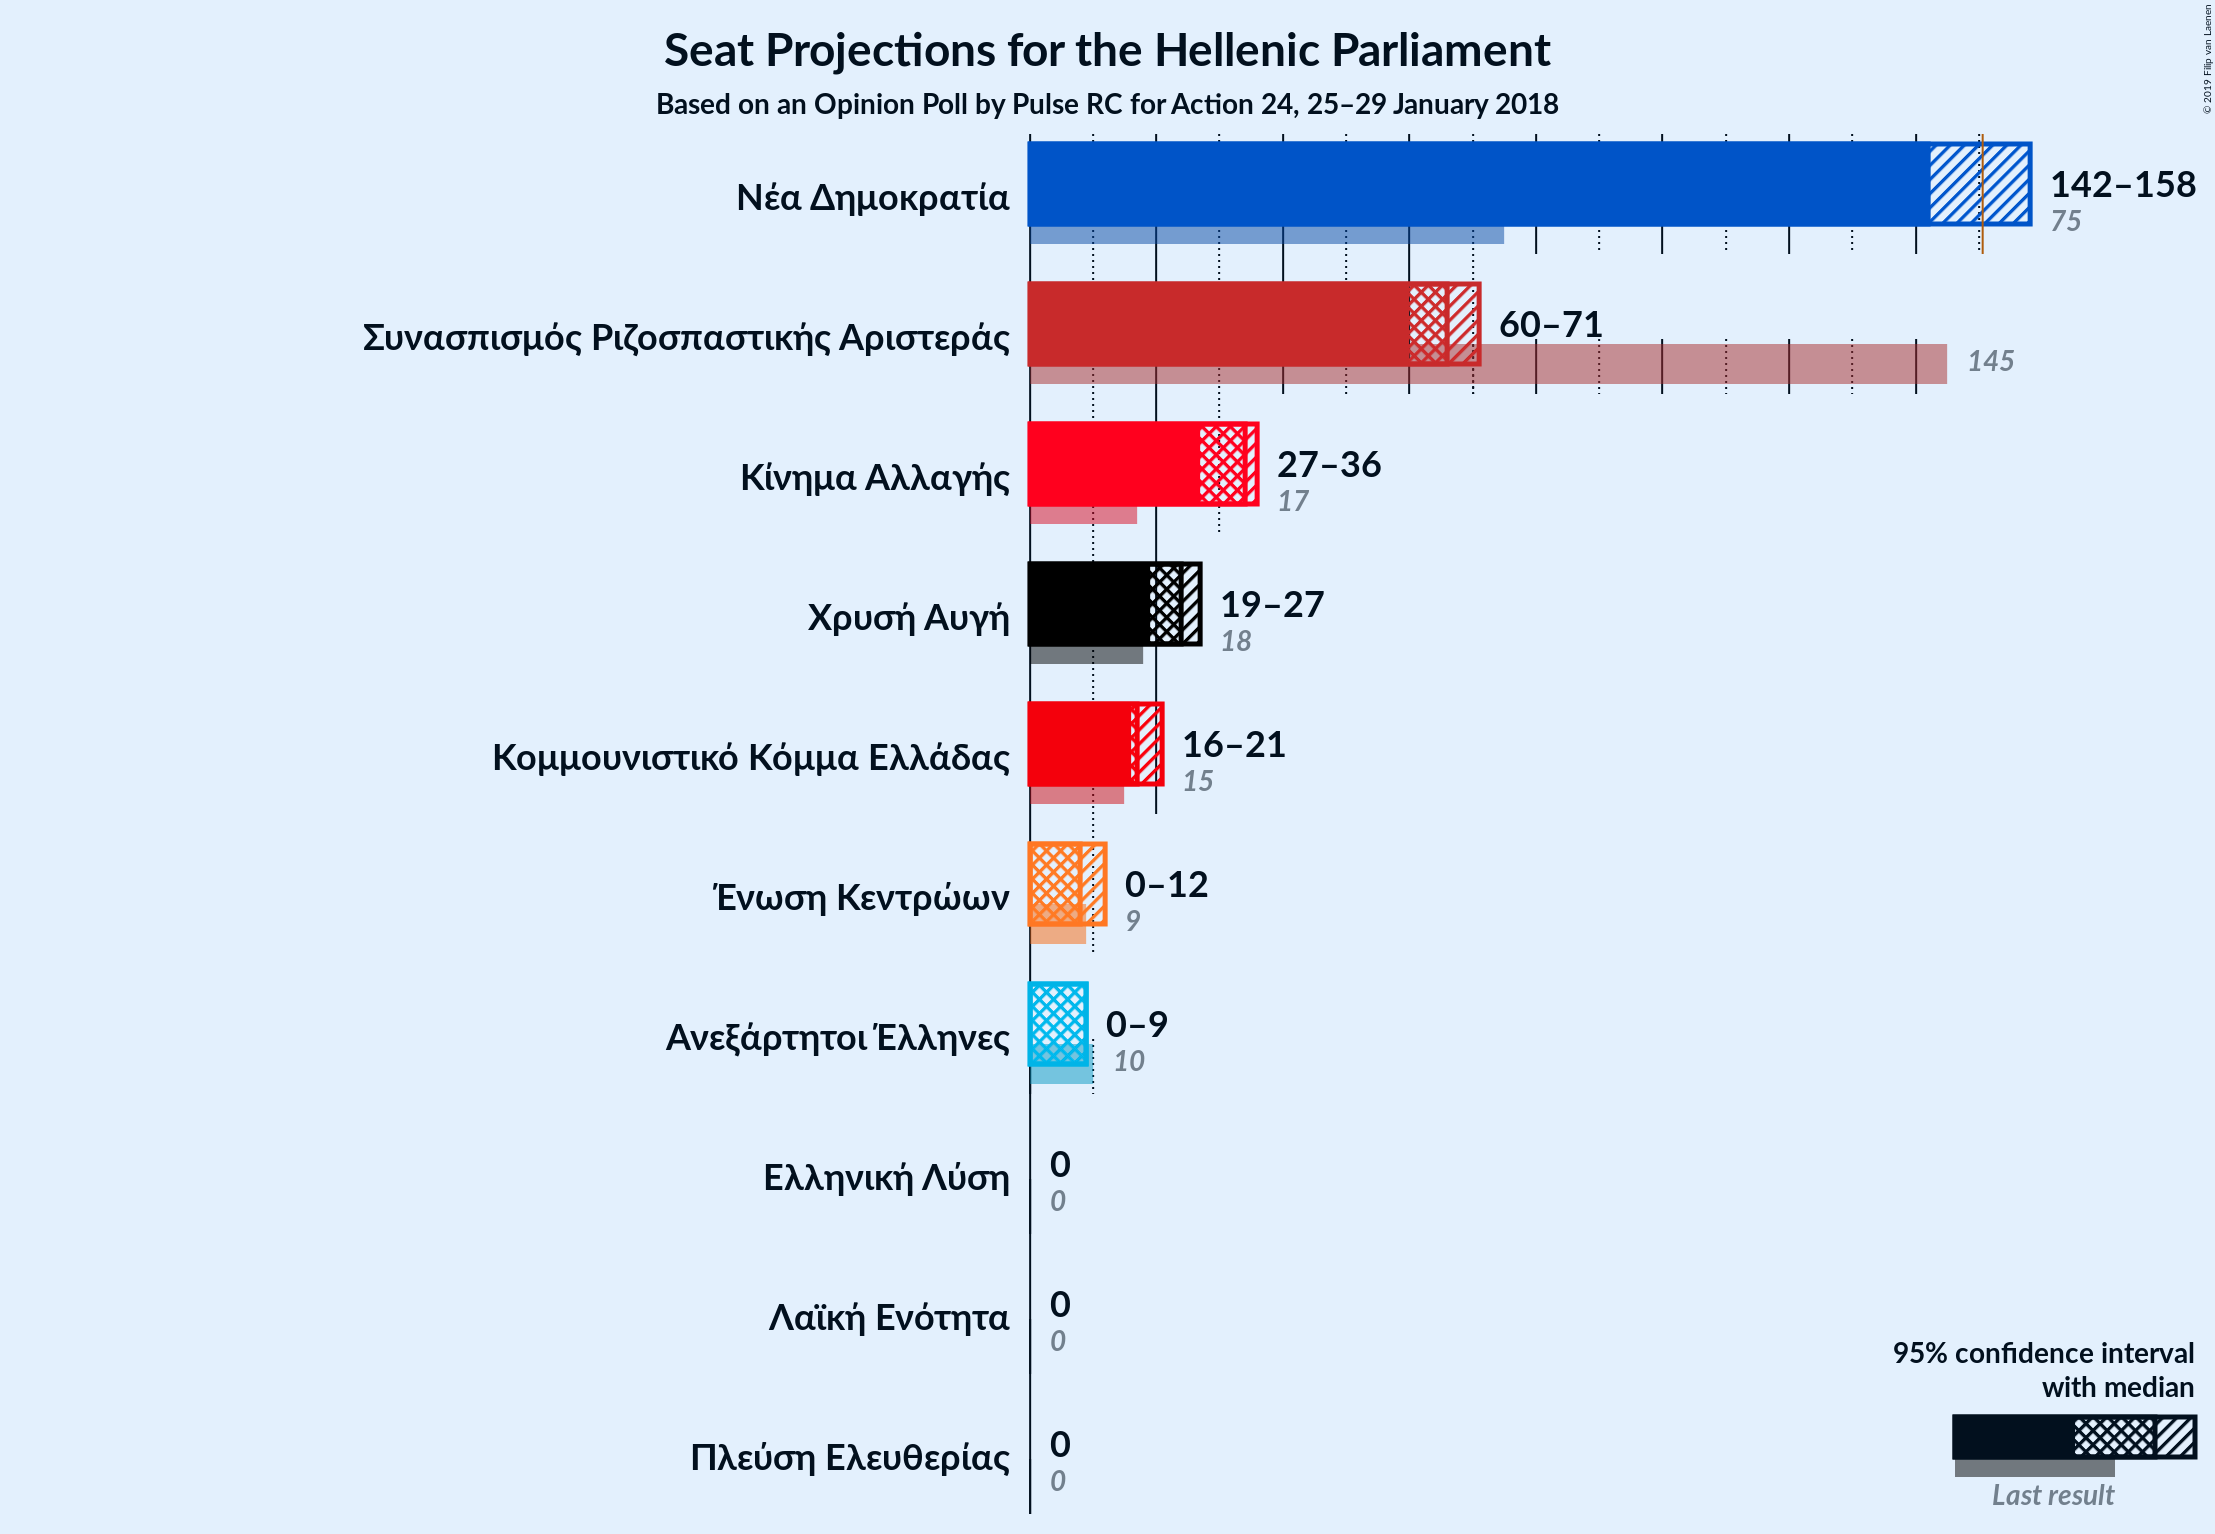 Seat Projections for the Hellenic Parliament
Based on an Opinion Poll by Pulse RC for Action 24, 25–29 January 2018
© 2019 Filip van Laenen
Νέα Δημοκρατία
142–158
75
Συνασπισμός Ριζοσπαστικής Αριστεράς
60–71
145
Κίνημα Αλλαγής
27–36
17
Χρυσή Αυγή
19–27
18
Κομμουνιστικό Κόμμα Ελλάδας
16–21
15
Ένωση Κεντρώων
0–12
9
Ανεξάρτητοι Έλληνες
0–9
10
Ελληνική Λύση
0
0
Λαϊκή Ενότητα
0
0
Πλεύση Ελευθερίας
0
0
95% confidence interval
with median
Last result